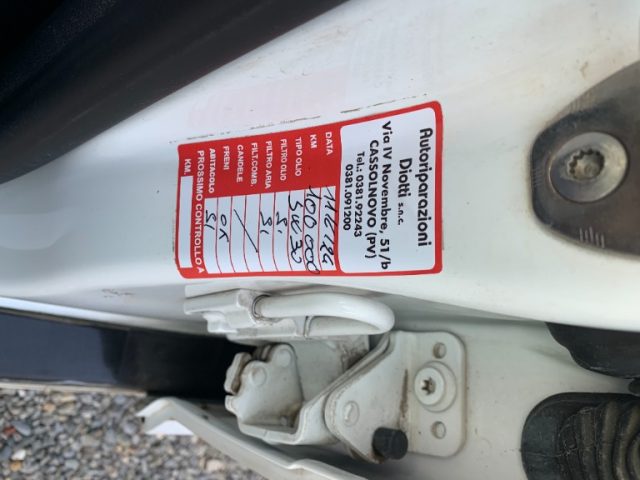 Autoriparazioni
Diotti s.n.c.
Via IV Novembre, 51/b
CASSOLNOVO (PV)
Tel.: 0381.92243
0381.091200
DATA
KM 100.000
TIPO OLIO 5W30
FILTRO OLIO Si
FILTRO ARIA Si
FILT.COMB. /
CANDELE
FRENI OK
ABITACOLO Si
PROSSIMO CONTROLLO A
KM.